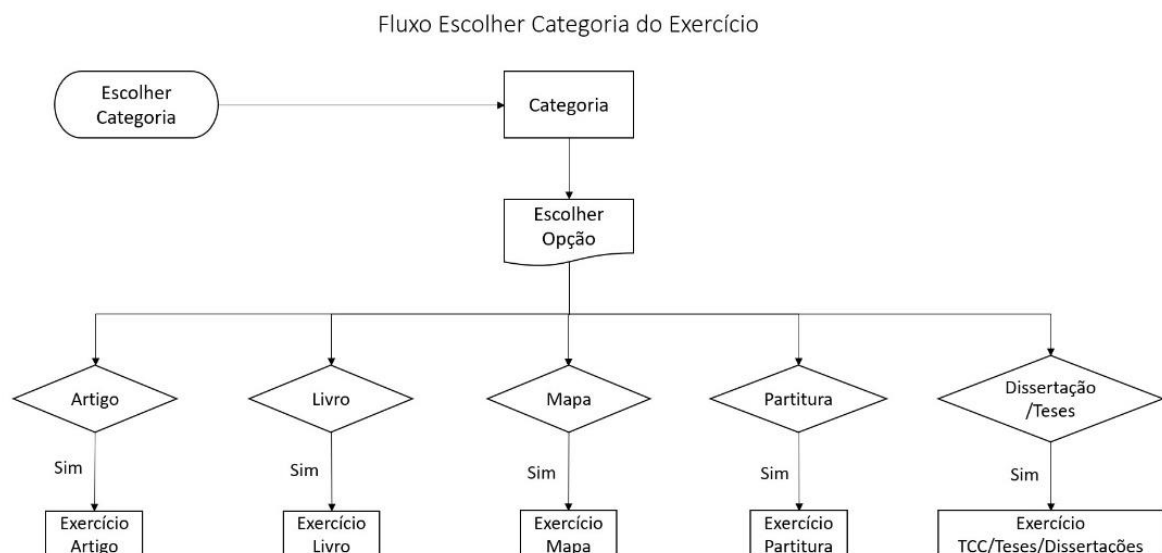 Fluxo Escolher Categoria do Exercício
Escolher
Categoria
Categoria
Escolher
Opção
Artigo
Livro
Mapa
Partitura
Dissertação
/Teses
Sim
Sim
Sim
Sim
Sim
Exercício
Artigo
Exercício
Livro
Exercício
Mapa
Exercício
Partitura
Exercício
TCC/Teses/Dissertações